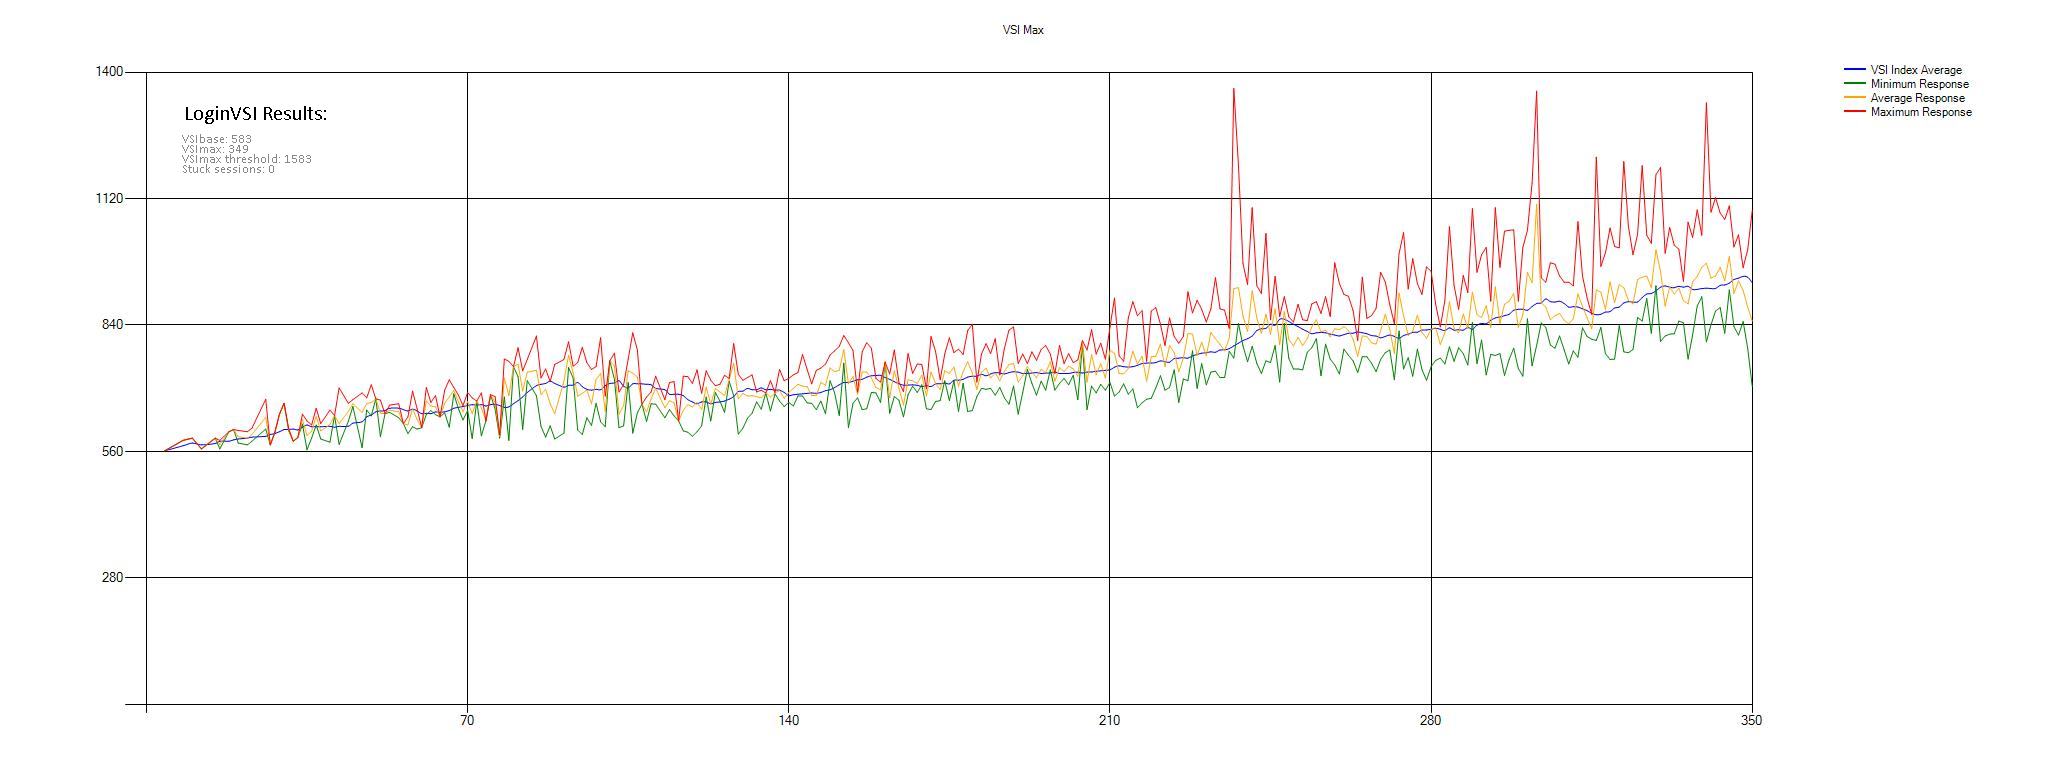 VSI Max
1400
1120
840
560
280
70
140
210
280
350
LoginVSI Results:
VSIbase: 583
VSImax: 349
VSImax threshold: 1583
Stuck sessions: 0
VSI Index Average
Minimum Response
Average Response
Maximum Response